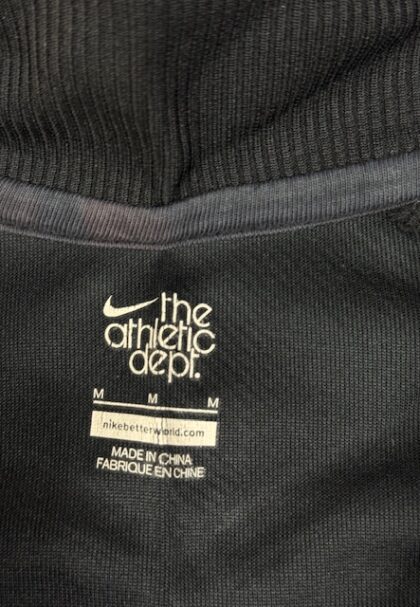 the
athletic
dept.
M M M
nikebetterworld.com
MADE IN CHINA
FABRIQUE EN CHINE